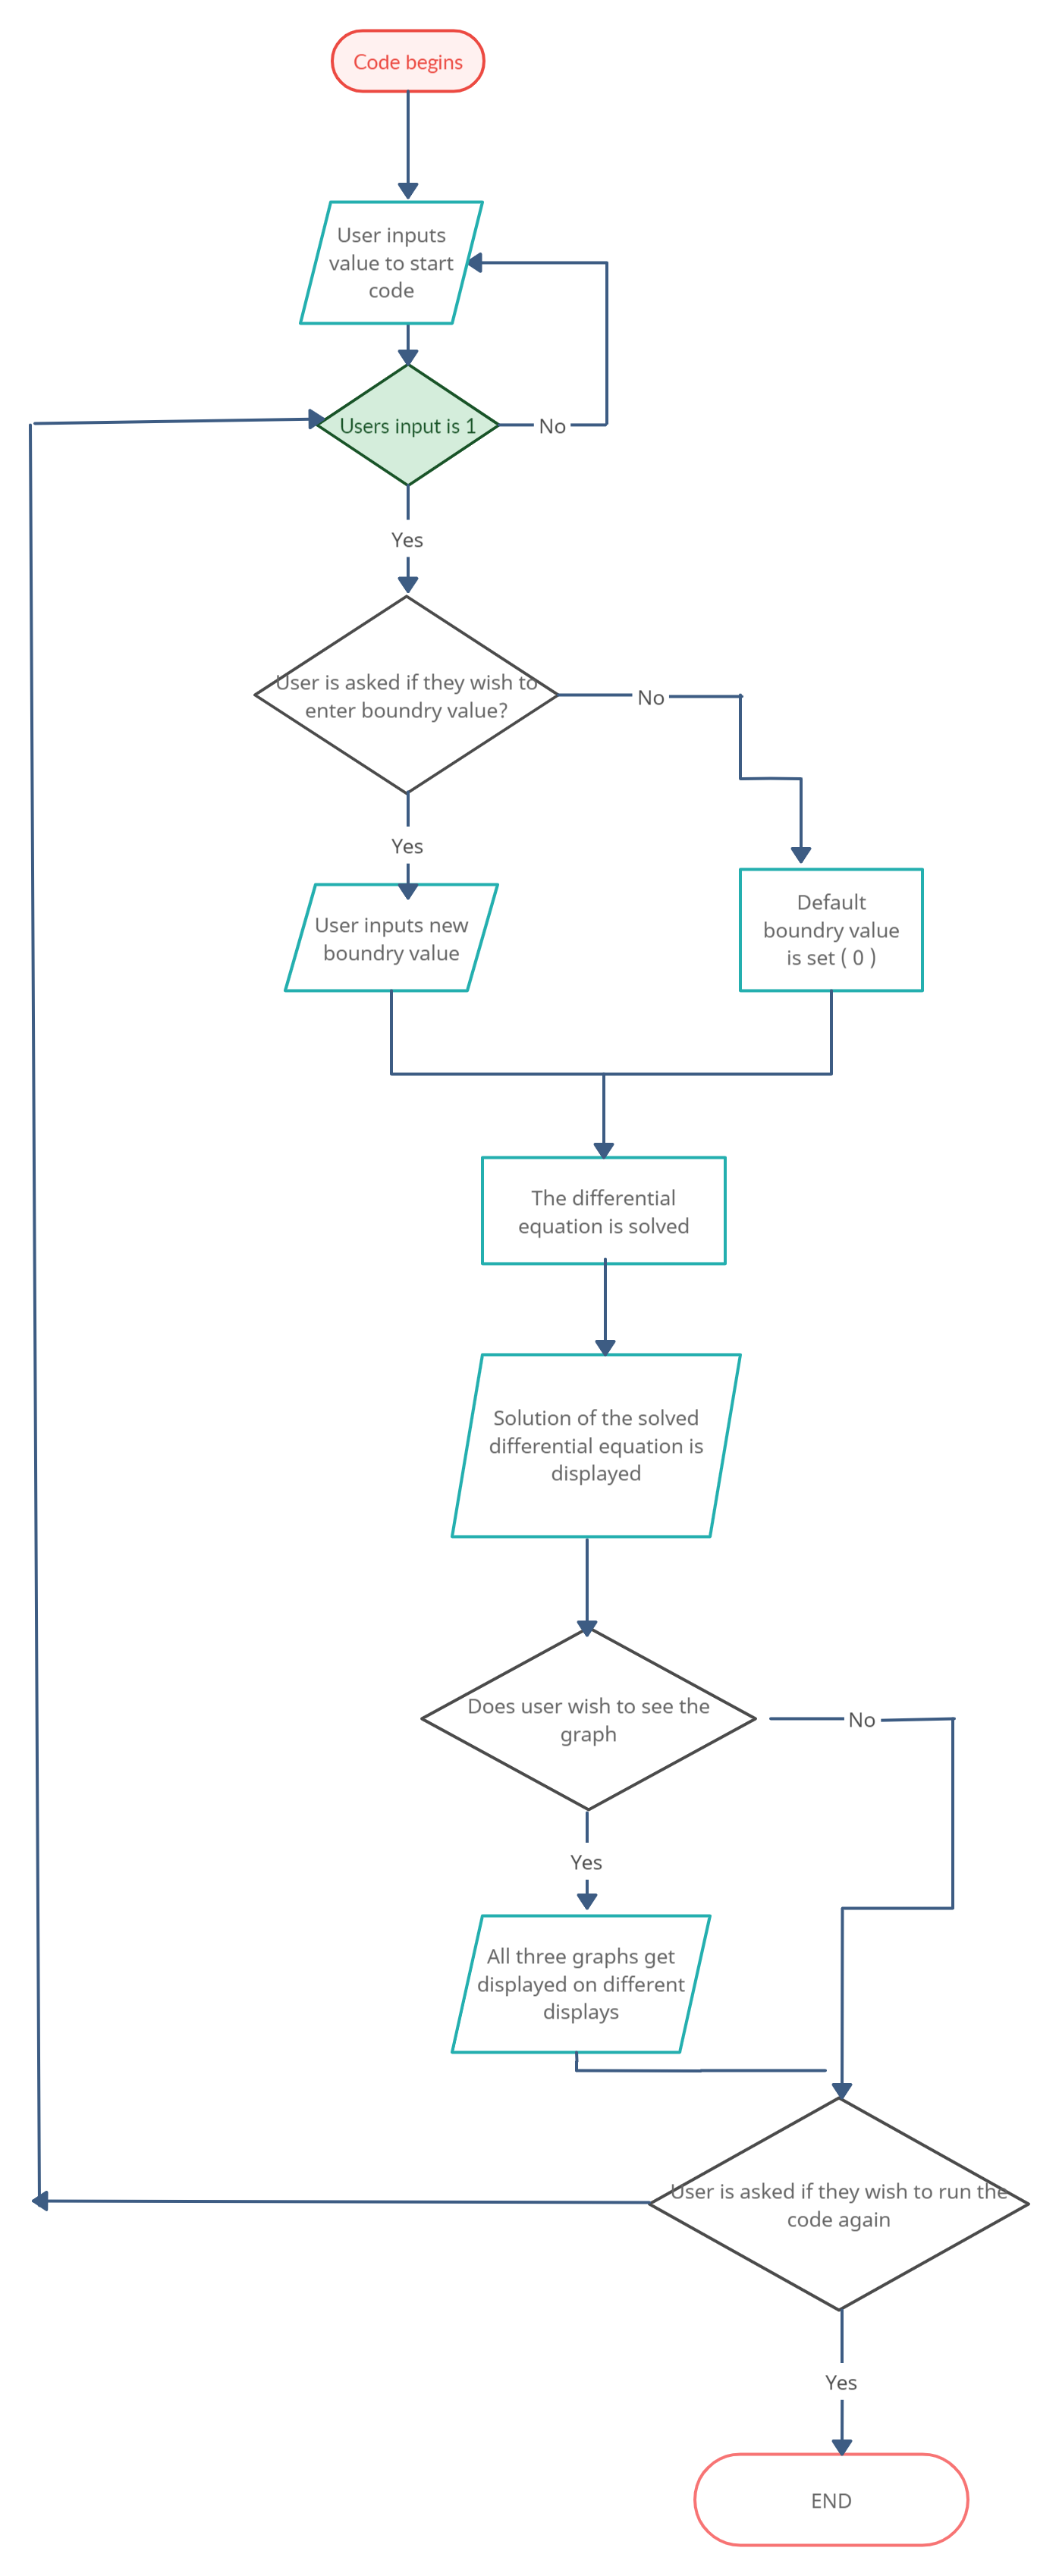 Code begins
User inputs
value to start
code
Users input is 1
No
Yes
User is asked if they wish to
enter boundry value?
No
Yes
User inputs new
boundry value
Default
boundry value
is set ( 0 )
The differential
equation is solved
Solution of the solved
differential equation is
displayed
Does user wish to see the
graph
No
Yes
All three graphs get
displayed on different
displays
User is asked if they wish to run the
code again
Yes
END